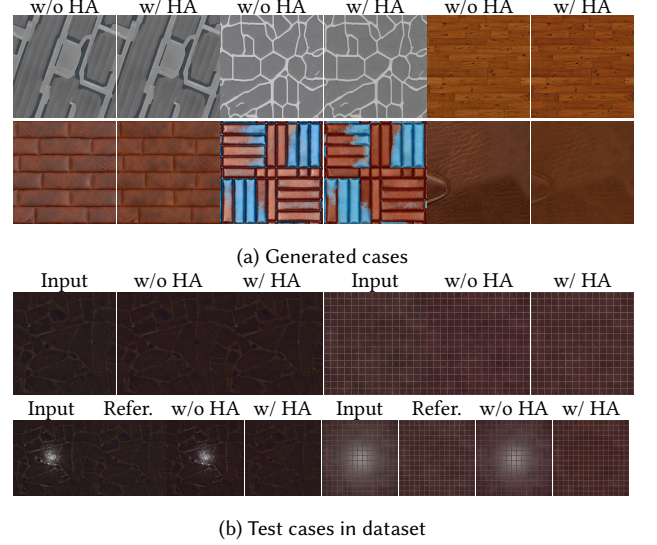 w/o HA w/ HA w/o HA w/ HA w/o HA w/ HA
(a) Generated cases
Input w/o HA w/ HA Input w/o HA w/ HA
Input Refer. w/o HA w/ HA Input Refer. w/o HA w/ HA
(b) Test cases in dataset